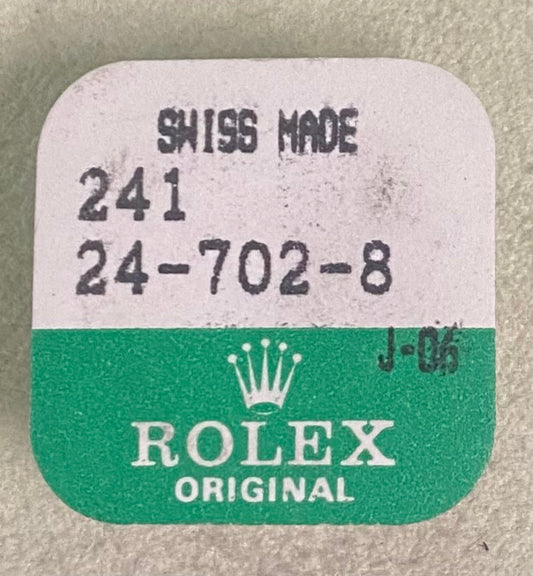 SWISS MADE
241
24-702-8
J-06
ROLEX
ORIGINAL